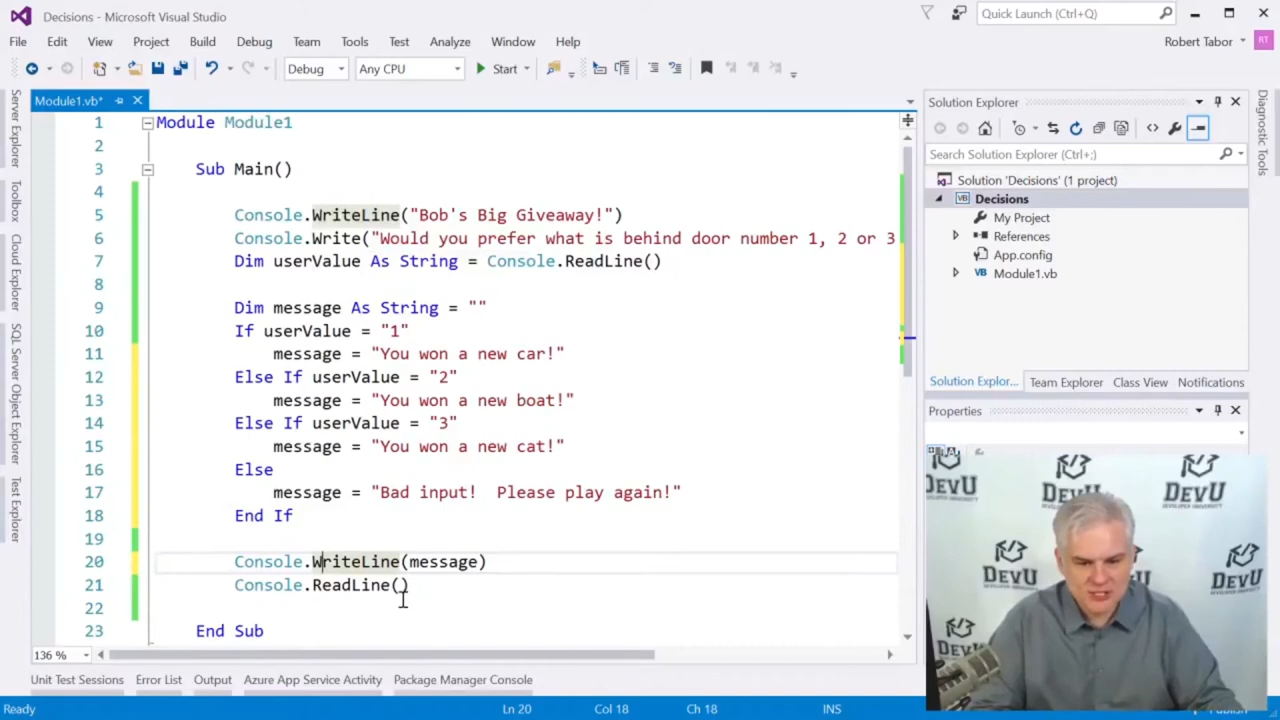 Decisions - Microsoft Visual Studio
Quick Launch (Ctrl+Q)
File Edit View Project Build Debug Team Tools Test Analyze Window Help
Robert Tabor RT
Debug Any CPU Start
Module1.vb*
Server Explorer
Toolbox
Cloud Explorer
SQL Server Object Explorer
Test Explorer
1 Module Module1
2
3 Sub Main()
4
5 Console.WriteLine("Bob's Big Giveaway!")
6 Console.Write("Would you prefer what is behind door number 1, 2 or 3
7 Dim userValue As String = Console.ReadLine()
8
9 Dim message As String = ""
10 If userValue = "1"
11 message = "You won a new car!"
12 Else If userValue = "2"
13 message = "You won a new boat!"
14 Else If userValue = "3"
15 message = "You won a new cat!"
16 Else
17 message = "Bad input!  Please play again!"
18 End If
19
20 Console.WriteLine(message)
21 Console.ReadLine()
22
23 End Sub
136 %
Solution Explorer
Search Solution Explorer (Ctrl+;)
Solution 'Decisions' (1 project)
VB Decisions
My Project
References
App.config
VB Module1.vb
Solution Explor... Team Explorer Class View Notifications
Properties
Diagnostic Tools
DEVU
DEVELOPER UNIVERSITY
DEVU
DEVU
DEVU
DEVU
Unit Test Sessions Error List Output Azure App Service Activity Package Manager Console
Ready Ln 20 Col 18 Ch 18 INS